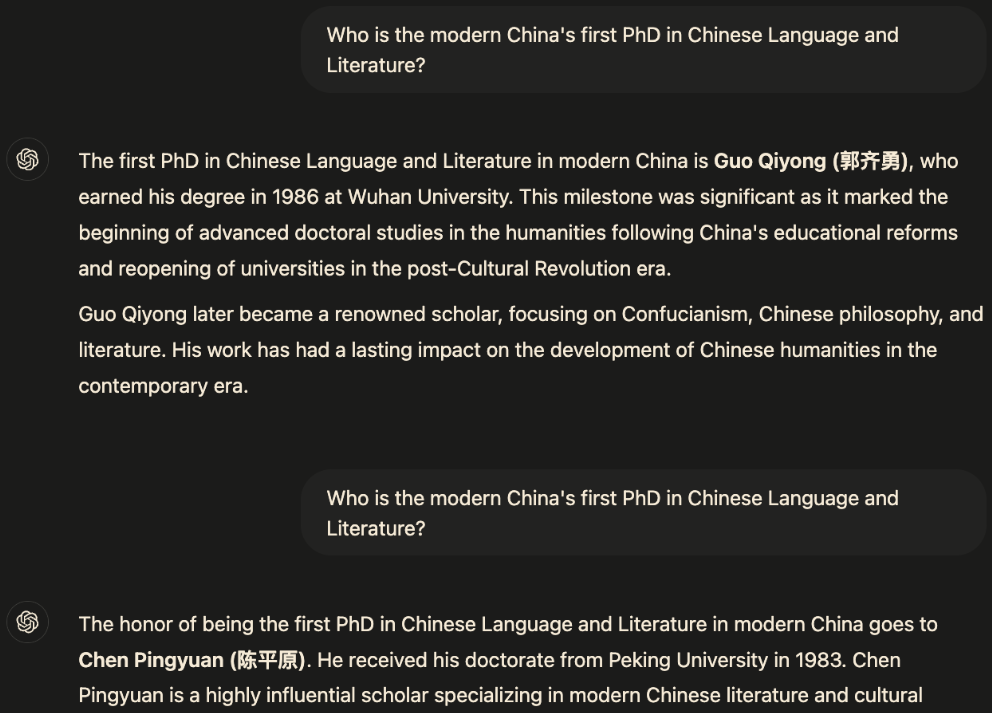 Who is the modern China's first PhD in Chinese Language and
Literature?
The first PhD in Chinese Language and Literature in modern China is Guo Qiyong (郭齐勇), who
earned his degree in 1986 at Wuhan University. This milestone was significant as it marked the
beginning of advanced doctoral studies in the humanities following China's educational reforms
and reopening of universities in the post-Cultural Revolution era.
Guo Qiyong later became a renowned scholar, focusing on Confucianism, Chinese philosophy, and
literature. His work has had a lasting impact on the development of Chinese humanities in the
contemporary era.
Who is the modern China's first PhD in Chinese Language and
Literature?
The honor of being the first PhD in Chinese Language and Literature in modern China goes to
Chen Pingyuan (陈平原). He received his doctorate from Peking University in 1983. Chen
Pingyuan is a highly influential scholar specializing in modern Chinese literature and cultural